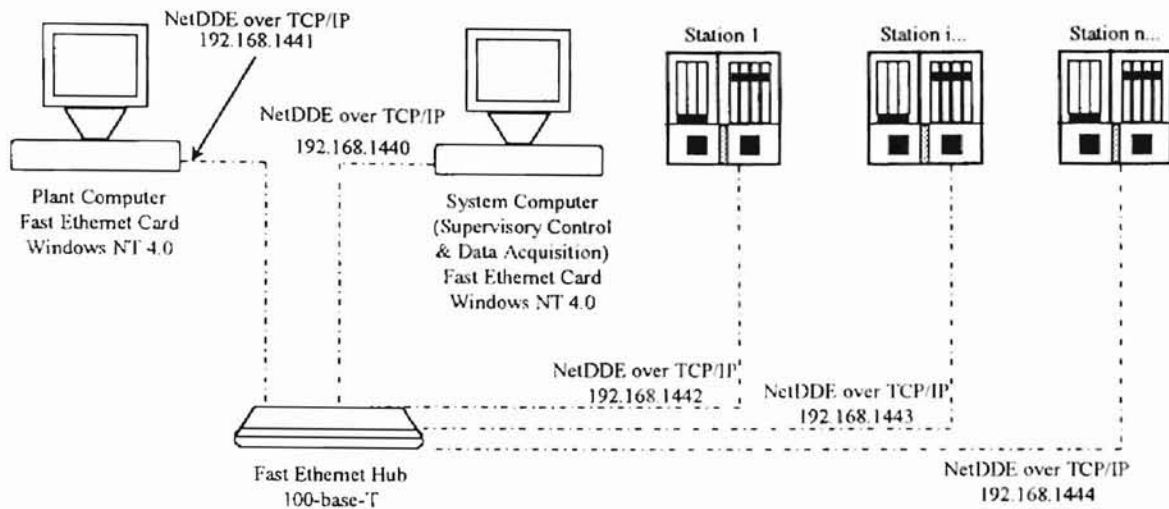 NetDDE over TCP/IP
192.168.1441
Station 1
Station i...
Station n...
NetDDE over TCP/IP
192.168.1440
Plant Computer
Fast Ethernet Card
Windows NT 4.0
System Computer
(Supervisory Control
& Data Acquisition)
Fast Ethernet Card
Windows NT 4.0
NetDDE over TCP/IP
192.168.1442
NetDDE over TCP/IP
192.168.1443
Fast Ethernet Hub
100-base-T
NetDDE over TCP/IP
192.168.1444